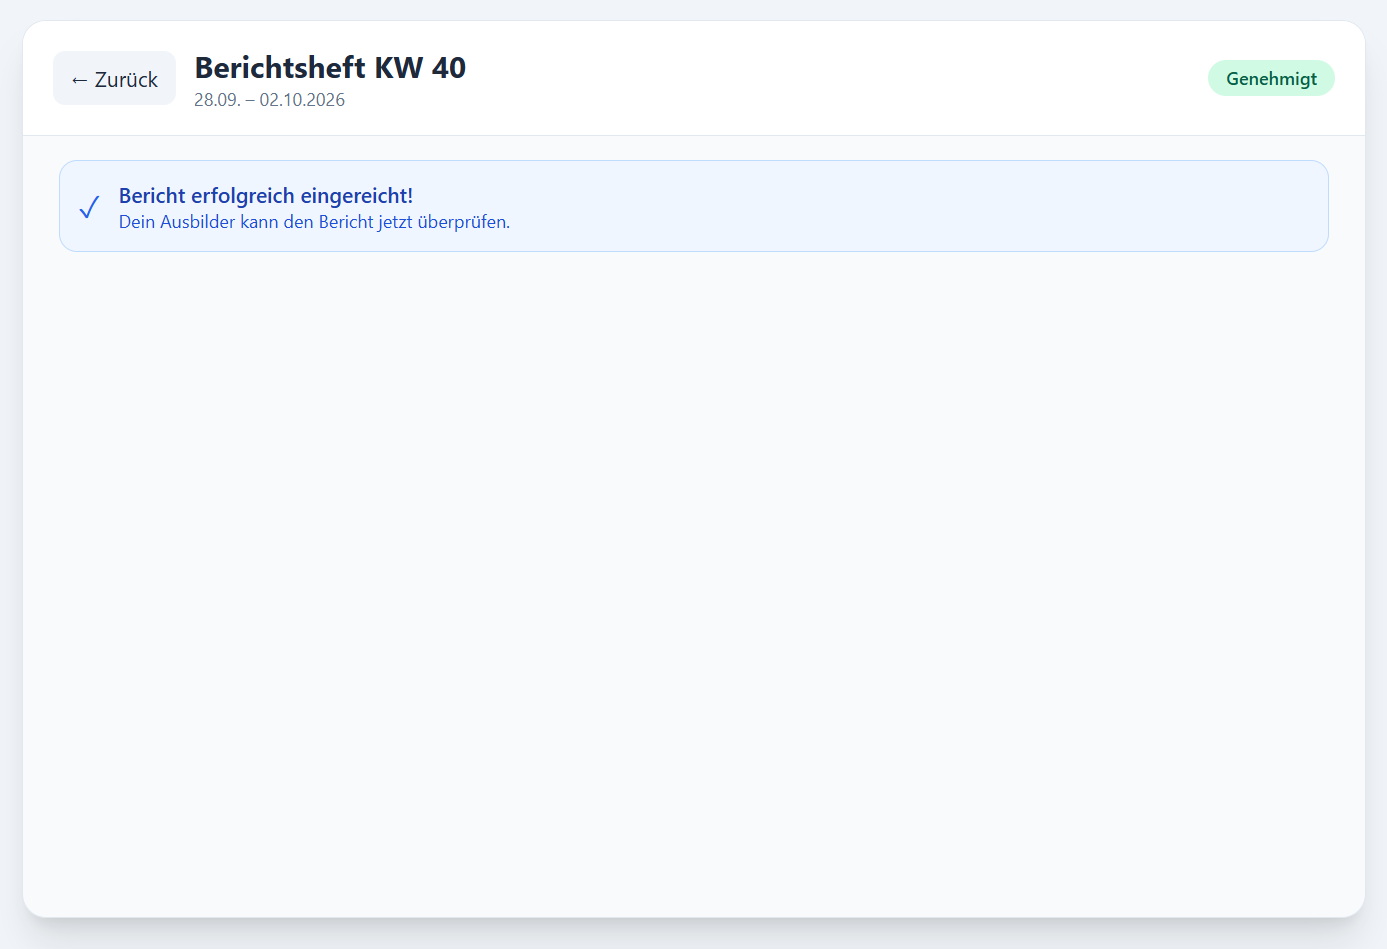 ← Zurück
Berichtsheft KW 40
28.09. – 02.10.2026
Genehmigt
✓ Bericht erfolgreich eingereicht!
Dein Ausbilder kann den Bericht jetzt überprüfen.